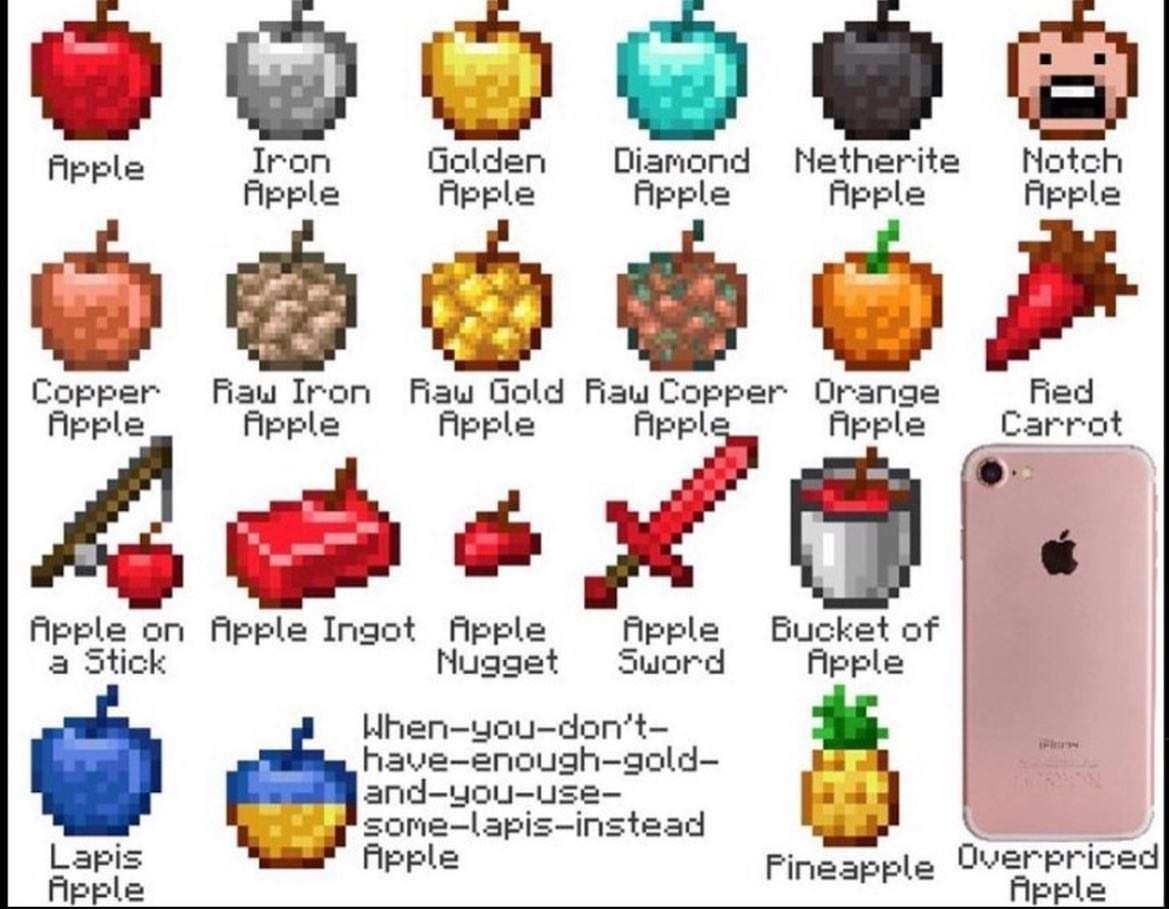 Apple
Iron
Apple
Golden
Apple
Diamond
Apple
Netherite
Apple
Notch
Apple
Copper
Apple
Raw Iron
Apple
Raw Gold
Apple
Raw Copper
Apple
Orange
Apple
Red
Carrot
Apple on
a Stick
Apple Ingot
Apple
Nugget
Apple
Sword
Bucket of
Apple
Lapis
Apple
When-you-don't-
have-enough-gold-
and-you-use-
some-lapis-instead
Apple
Pineapple
iPhone
Overpriced
Apple